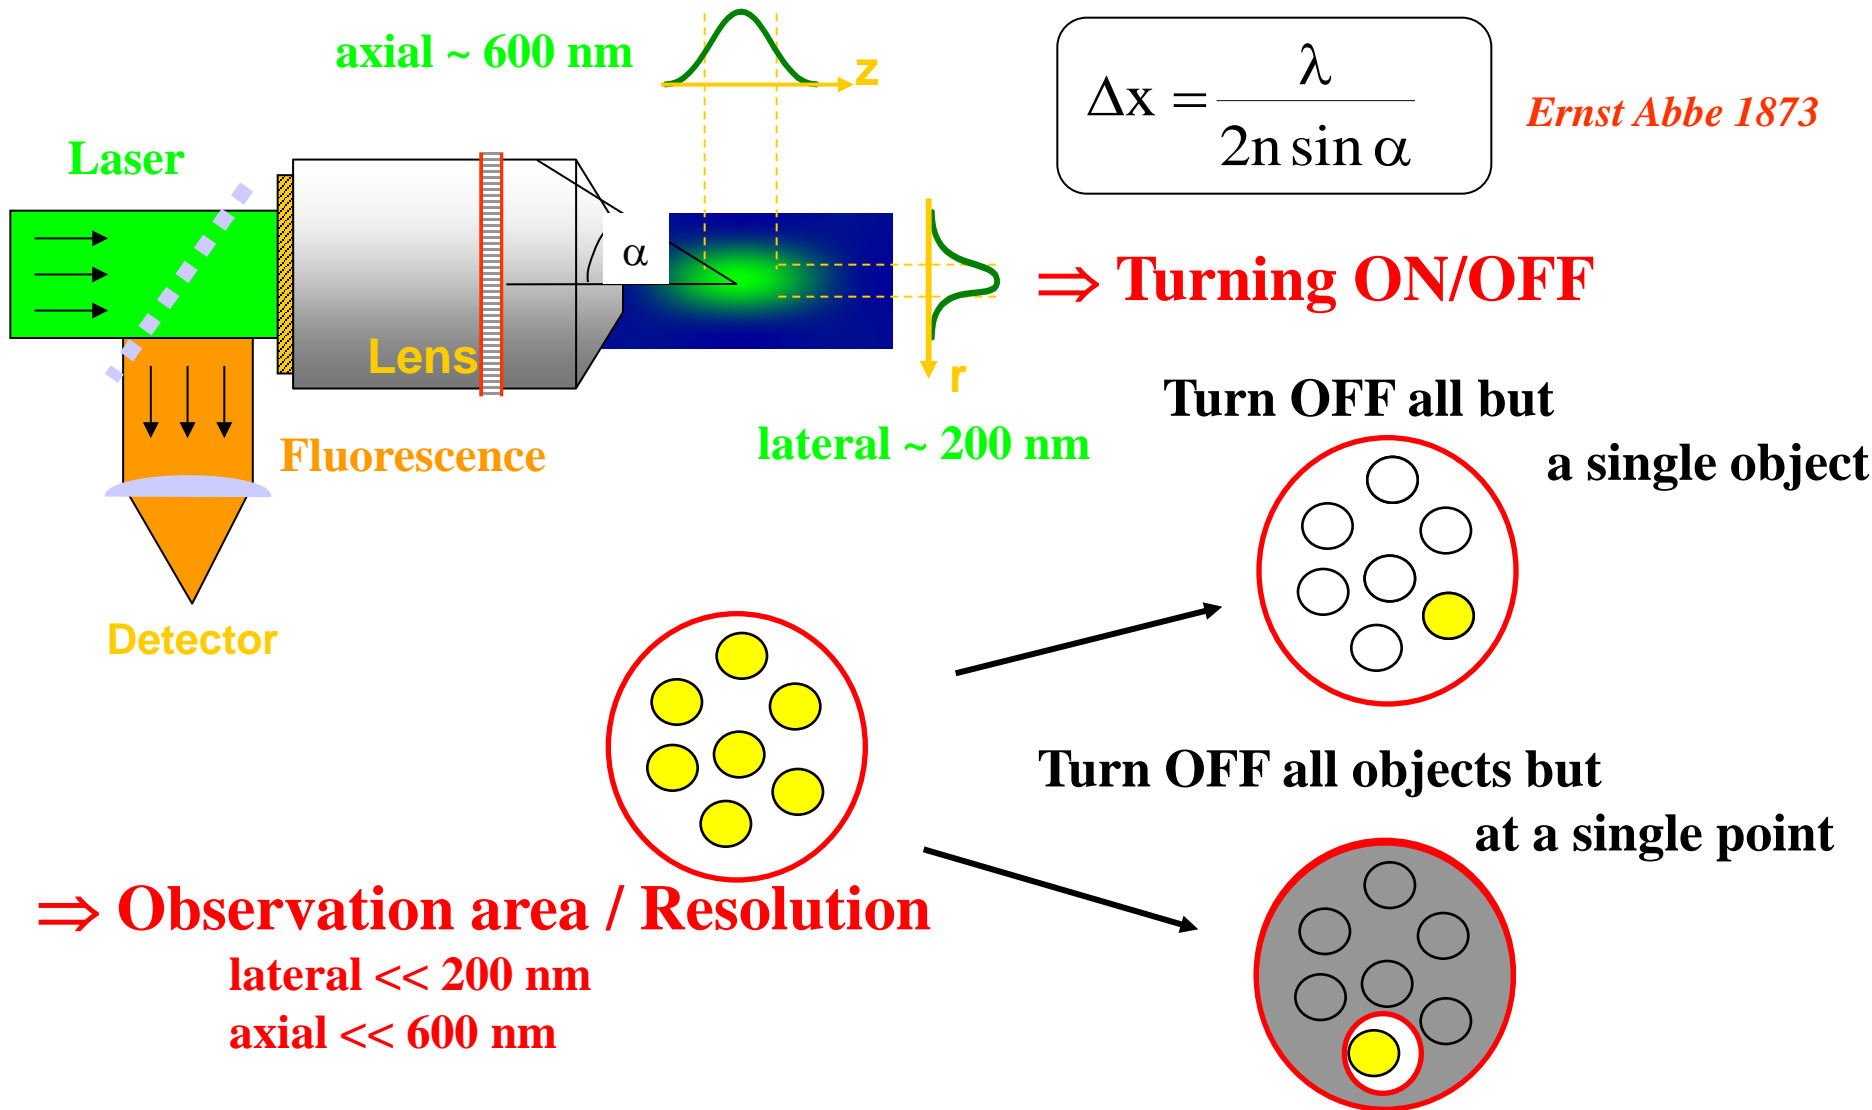 axial ~ 600 nm
z
Δx = λ / 2n sin α
Ernst Abbe 1873
Laser
α
⇒ Turning ON/OFF
Lens
r
Turn OFF all but
a single object
lateral ~ 200 nm
Fluorescence
Detector
Turn OFF all objects but
at a single point
⇒ Observation area / Resolution
lateral << 200 nm
axial << 600 nm